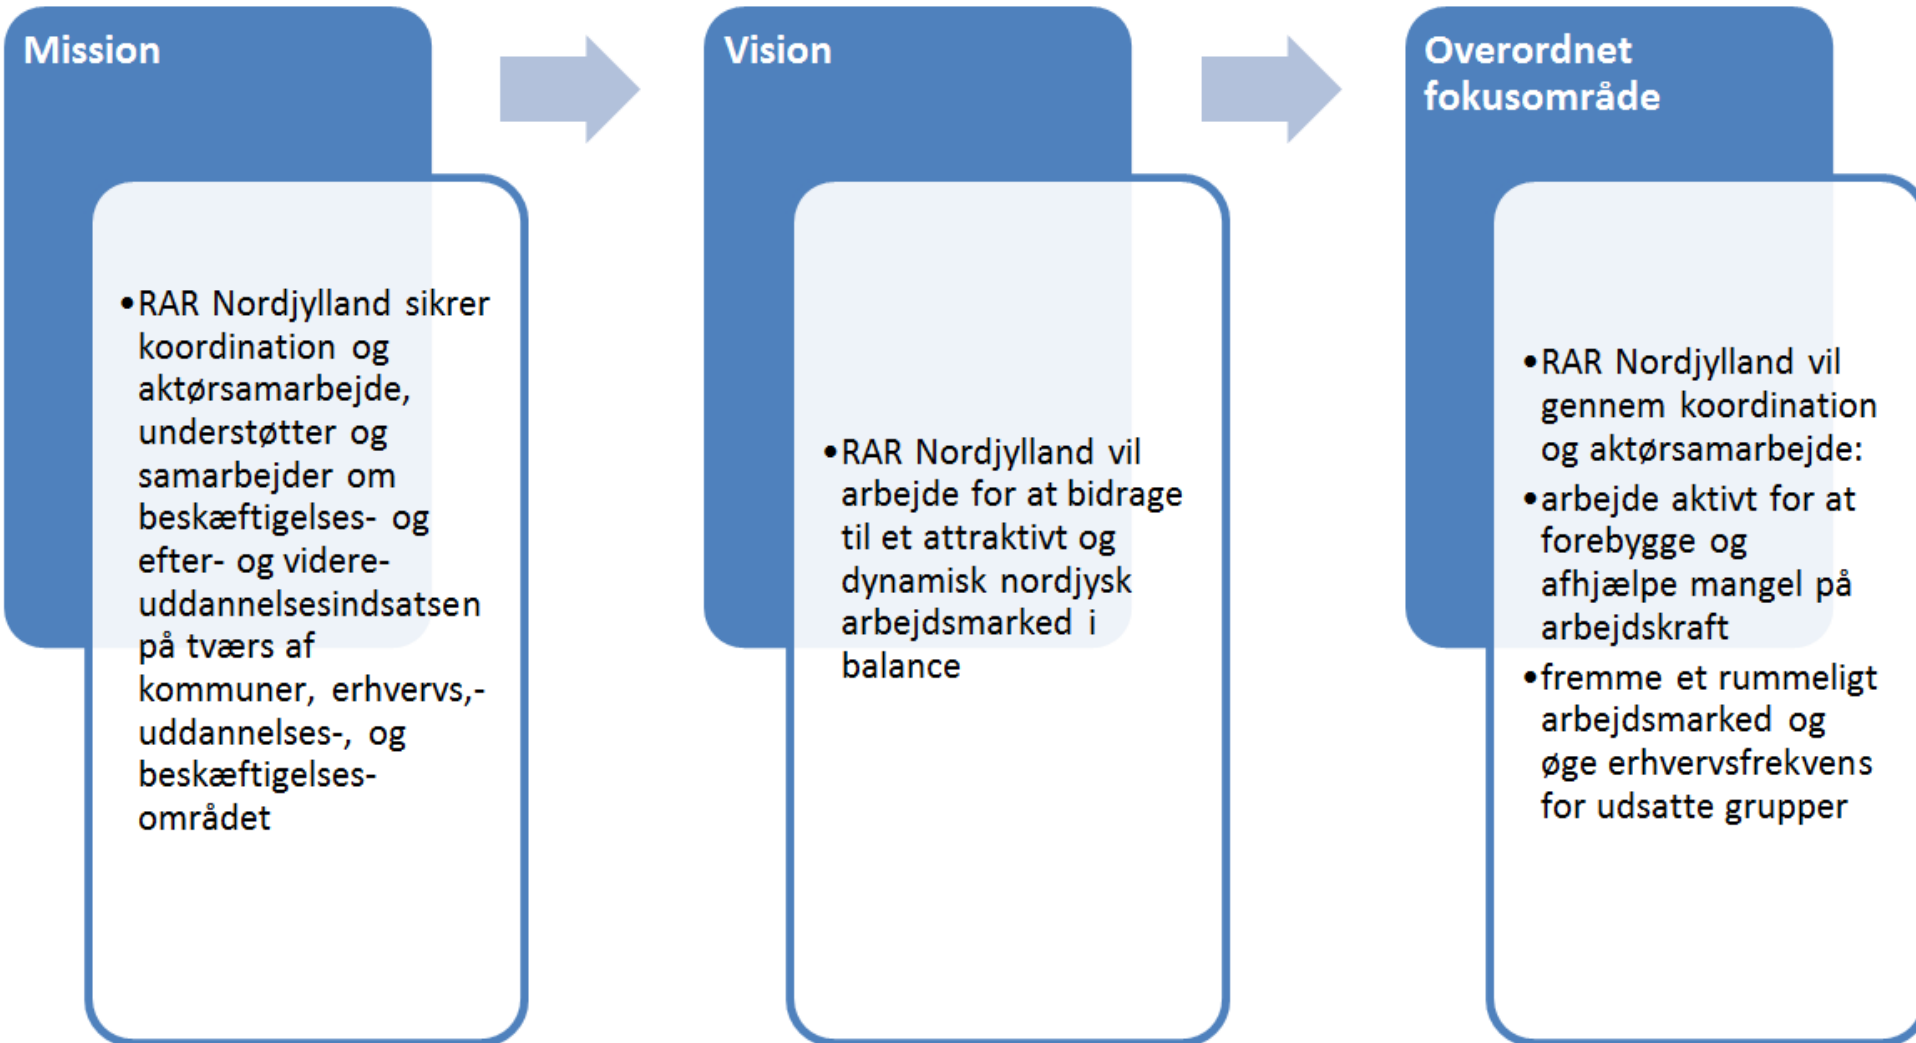 Mission
•RAR Nordjylland sikrer
koordination og
aktørsamarbejde,
understøtter og
samarbejder om
beskæftigelses- og
efter- og videre-
uddannelsesindsatsen
på tværs af
kommuner, erhvervs,-
uddannelses-, og
beskæftigelses-
området
Vision
•RAR Nordjylland vil
arbejde for at bidrage
til et attraktivt og
dynamisk nordjysk
arbejdsmarked i
balance
Overordnet
fokusområde
•RAR Nordjylland vil
gennem koordination
og aktørsamarbejde:
•arbejde aktivt for at
forebygge og
afhjælpe mangel på
arbejdskraft
•fremme et rummeligt
arbejdsmarked og
øge erhvervsfrekvens
for udsatte grupper